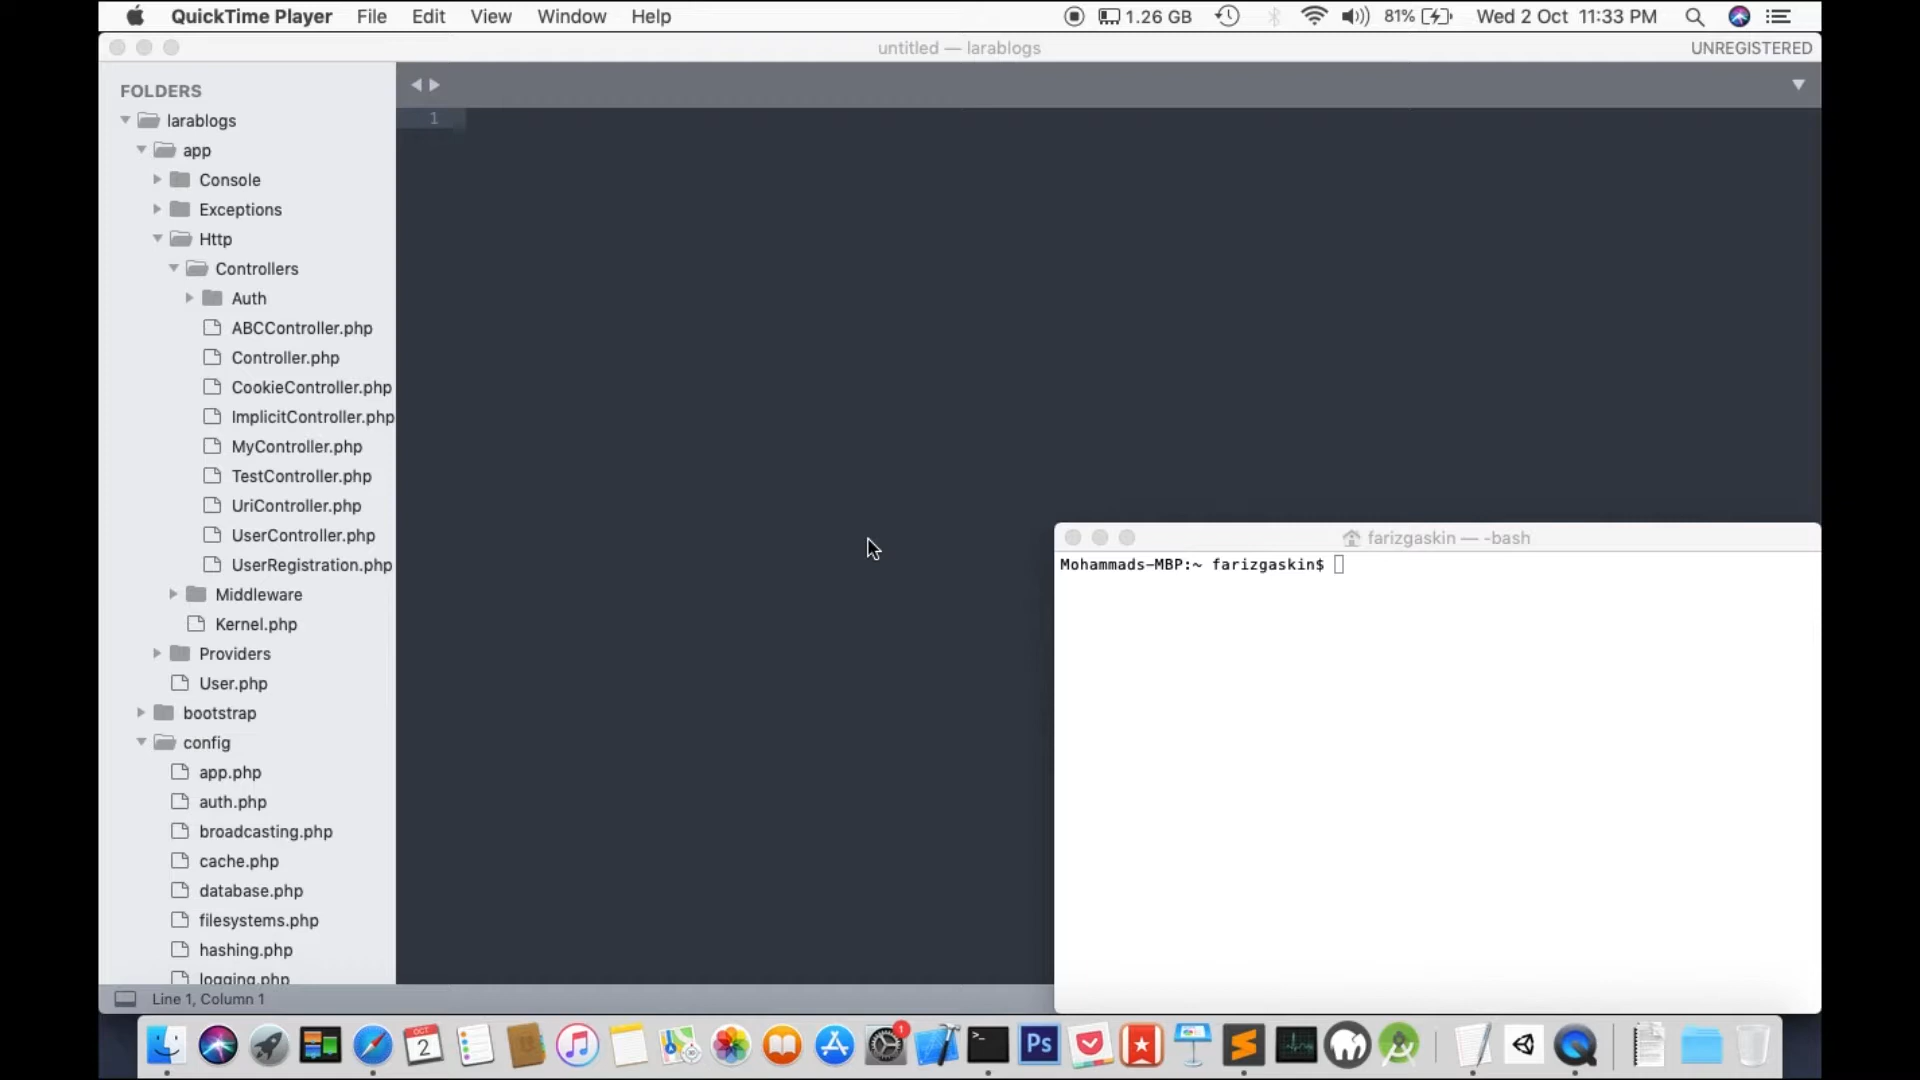 QuickTime Player File Edit View Window Help 1.26 GB 81% Wed 2 Oct 11:33 PM
untitled — larablogs UNREGISTERED
FOLDERS
larablogs
app
Console
Exceptions
Http
Controllers
Auth
ABCController.php
Controller.php
CookieController.php
ImplicitController.php
MyController.php
TestController.php
UriController.php
UserController.php
UserRegistration.php
Middleware
Kernel.php
Providers
User.php
bootstrap
config
app.php
auth.php
broadcasting.php
cache.php
database.php
filesystems.php
hashing.php
logging.php
1
farizgaskin — -bash
Mohammads-MBP:~ farizgaskin$
Line 1, Column 1
OCT
2
1
Ps